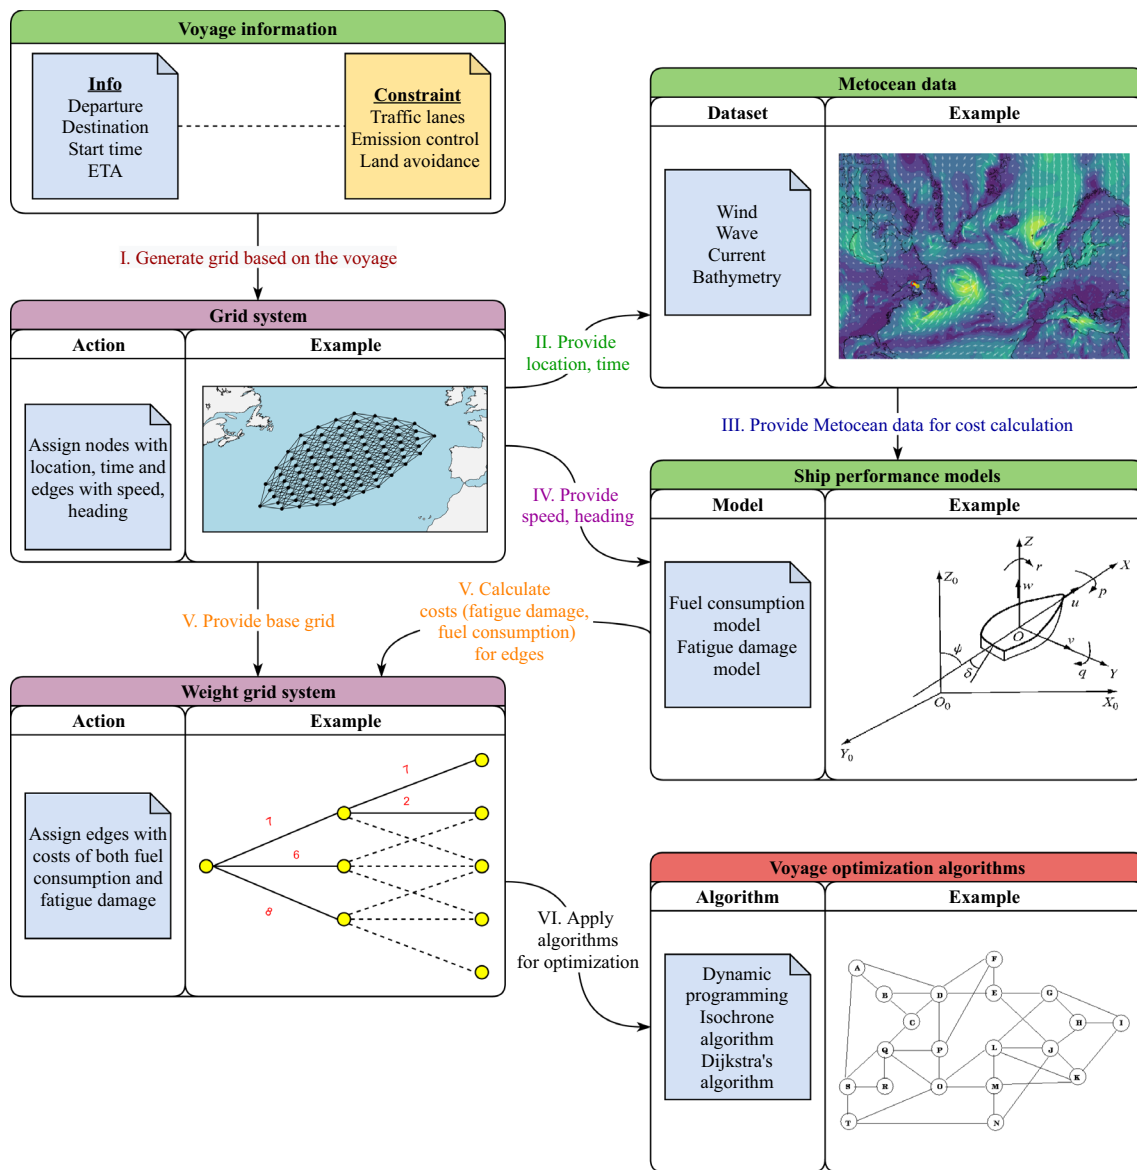 Voyage information
Info
Departure
Destination
Start time
ETA
Constraint
Traffic lanes
Emission control
Land avoidance
I. Generate grid based on the voyage
Metocean data
Dataset
Example
Wind
Wave
Current
Bathymetry
Grid system
Action
Example
Assign nodes with
location, time and
edges with speed,
heading
II. Provide
location, time
III. Provide Metocean data for cost calculation
IV. Provide
speed, heading
Ship performance models
Model
Example
Fuel consumption
model
Fatigue damage
model
Z
r
X
Z0
w
p
u
O
ψ
v
δ
q
Y
O0
X0
Y0
V. Provide base grid
V. Calculate
costs (fatigue damage,
fuel consumption)
for edges
Weight grid system
Action
Example
Assign edges with
costs of both fuel
consumption and
fatigue damage
7
2
7
6
8
VI. Apply
algorithms
for optimization
Voyage optimization algorithms
Algorithm
Example
Dynamic
programming
Isochrone
algorithm
Dijkstra's
algorithm
F
A
B
D
E
G
C
H
I
Q
P
L
J
K
S
R
O
M
T
N